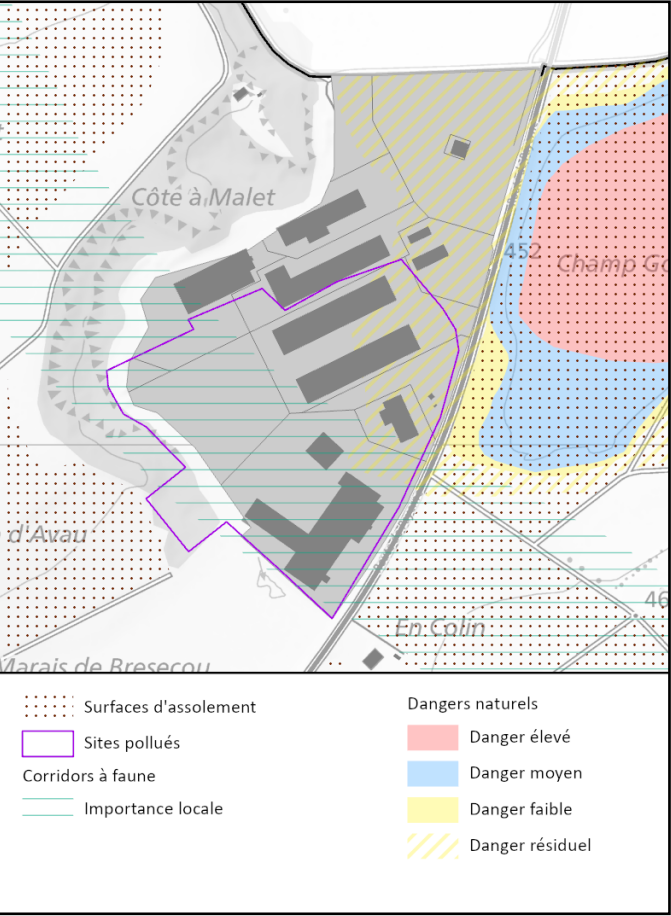 Côte à Malet
452
Champ Go
d'Avau
46
En Colin
Marais de Bresecou
Surfaces d'assolement
Sites pollués
Corridors à faune
Importance locale
Dangers naturels
Danger élevé
Danger moyen
Danger faible
Danger résiduel